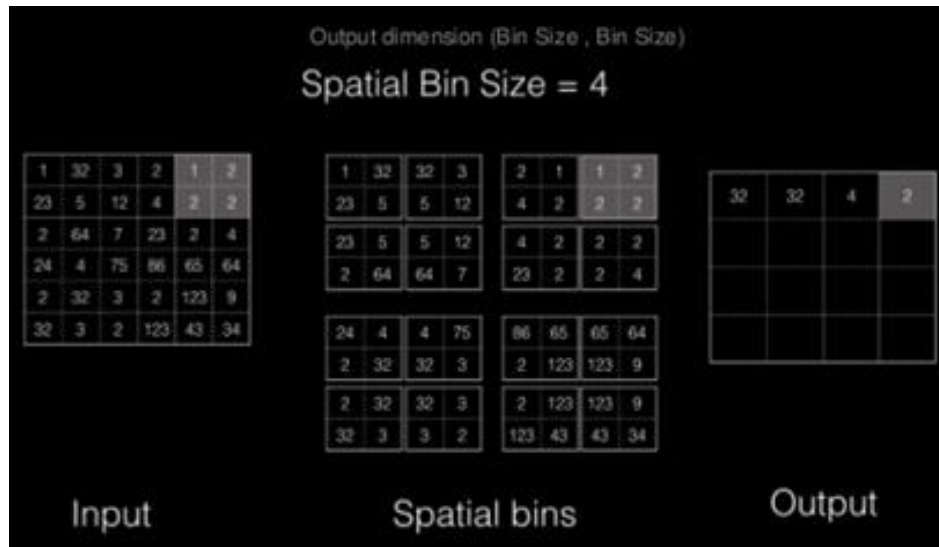 Output dimension (Bin Size , Bin Size)
Spatial Bin Size = 4
1 32 3 2 1 2
23 5 12 4 2 2
2 64 7 23 2 4
24 4 75 86 65 64
2 32 3 2 123 9
32 3 2 123 43 34
1 32 32 3 2 1 1 2
23 5 5 12 4 2 2 2
23 5 5 12 4 2 2 2
2 64 64 7 23 2 2 4
24 4 4 75 86 65 65 64
2 32 32 3 2 123 123 9
2 32 32 3 2 123 123 9
32 3 3 2 123 43 43 34
32 32 4 2
Input
Spatial bins
Output